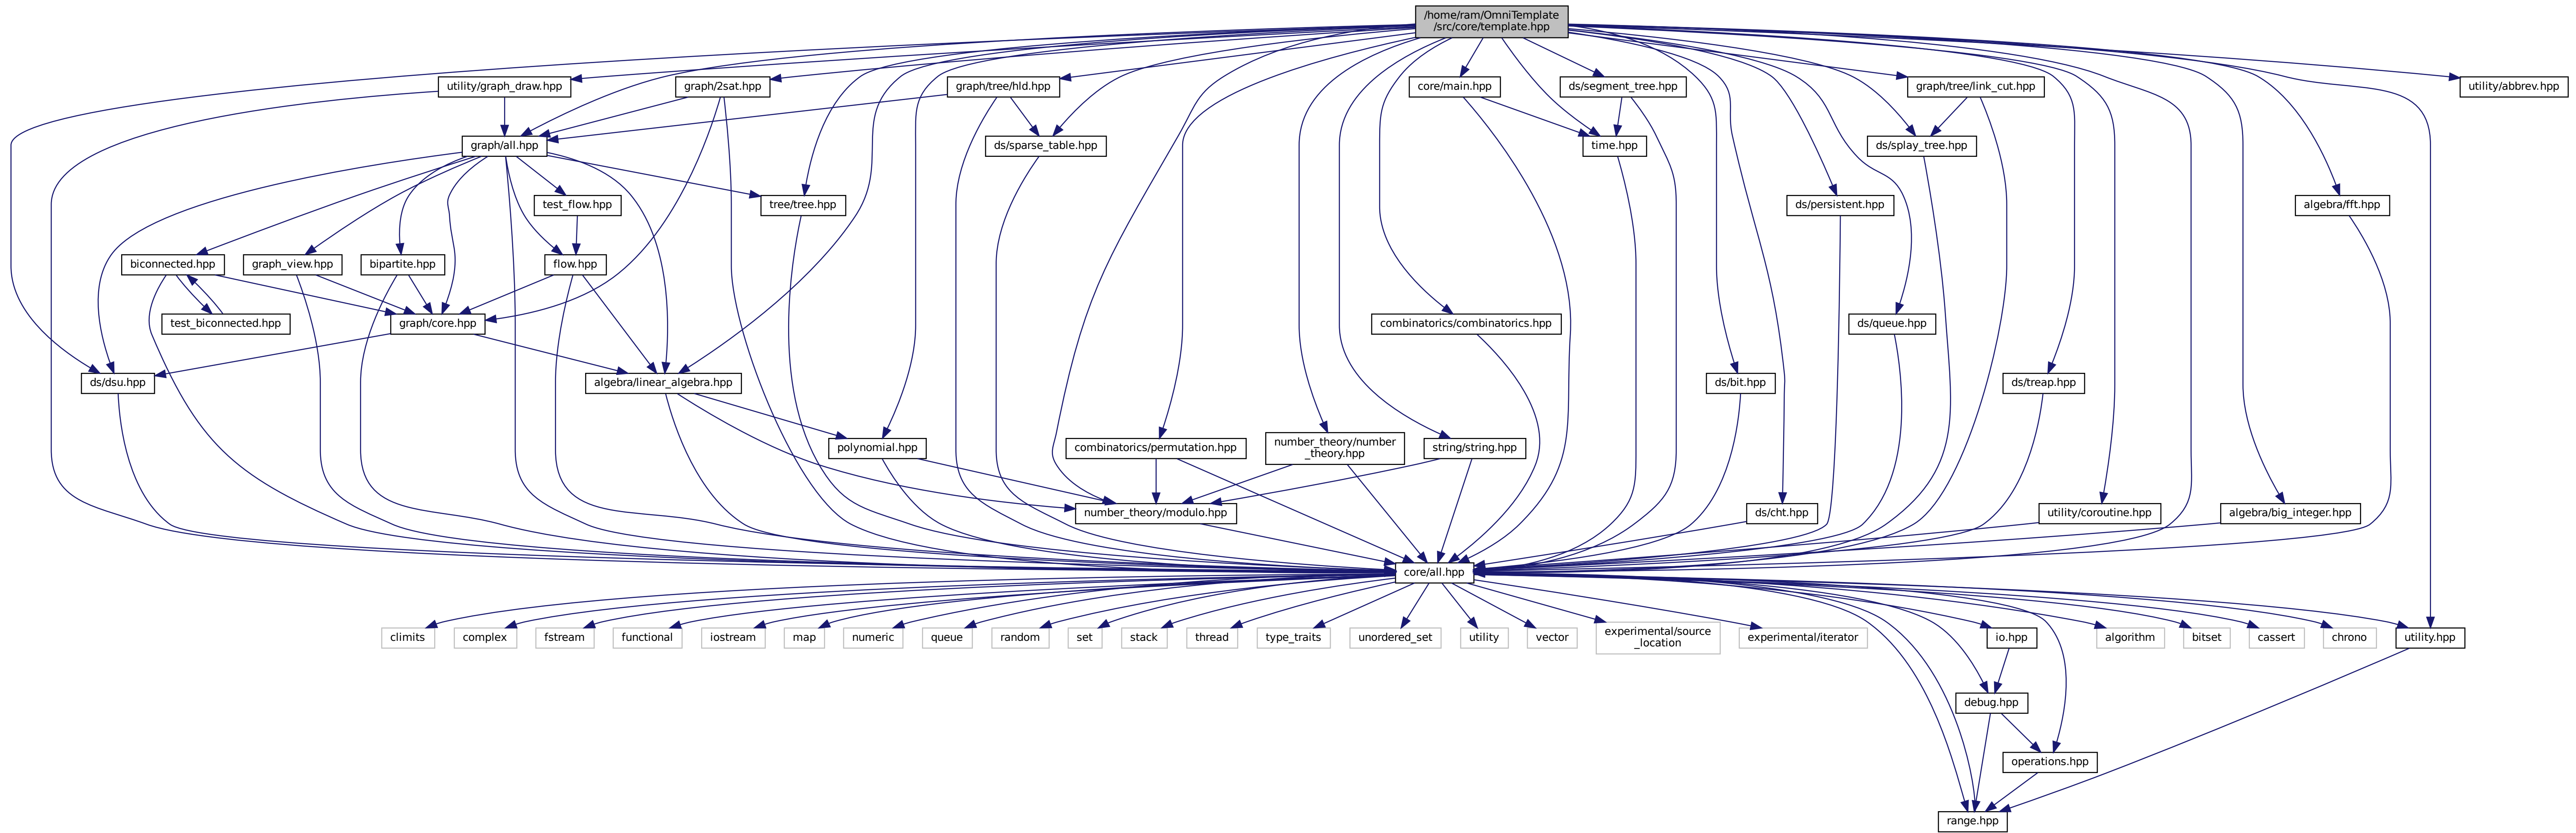 /home/ram/OmniTemplate
/src/core/template.hpp
utility/graph_draw.hpp
graph/2sat.hpp
graph/tree/hld.hpp
core/main.hpp
ds/segment_tree.hpp
graph/tree/link_cut.hpp
utility/abbrev.hpp
graph/all.hpp
ds/sparse_table.hpp
time.hpp
ds/splay_tree.hpp
test_flow.hpp
tree/tree.hpp
ds/persistent.hpp
algebra/fft.hpp
biconnected.hpp
graph_view.hpp
bipartite.hpp
flow.hpp
test_biconnected.hpp
graph/core.hpp
combinatorics/combinatorics.hpp
ds/queue.hpp
ds/dsu.hpp
algebra/linear_algebra.hpp
ds/bit.hpp
ds/treap.hpp
polynomial.hpp
combinatorics/permutation.hpp
number_theory/number
_theory.hpp
string/string.hpp
number_theory/modulo.hpp
ds/cht.hpp
utility/coroutine.hpp
algebra/big_integer.hpp
core/all.hpp
climits
complex
fstream
functional
iostream
map
numeric
queue
random
set
stack
thread
type_traits
unordered_set
utility
vector
experimental/source
_location
experimental/iterator
io.hpp
algorithm
bitset
cassert
chrono
utility.hpp
debug.hpp
operations.hpp
range.hpp